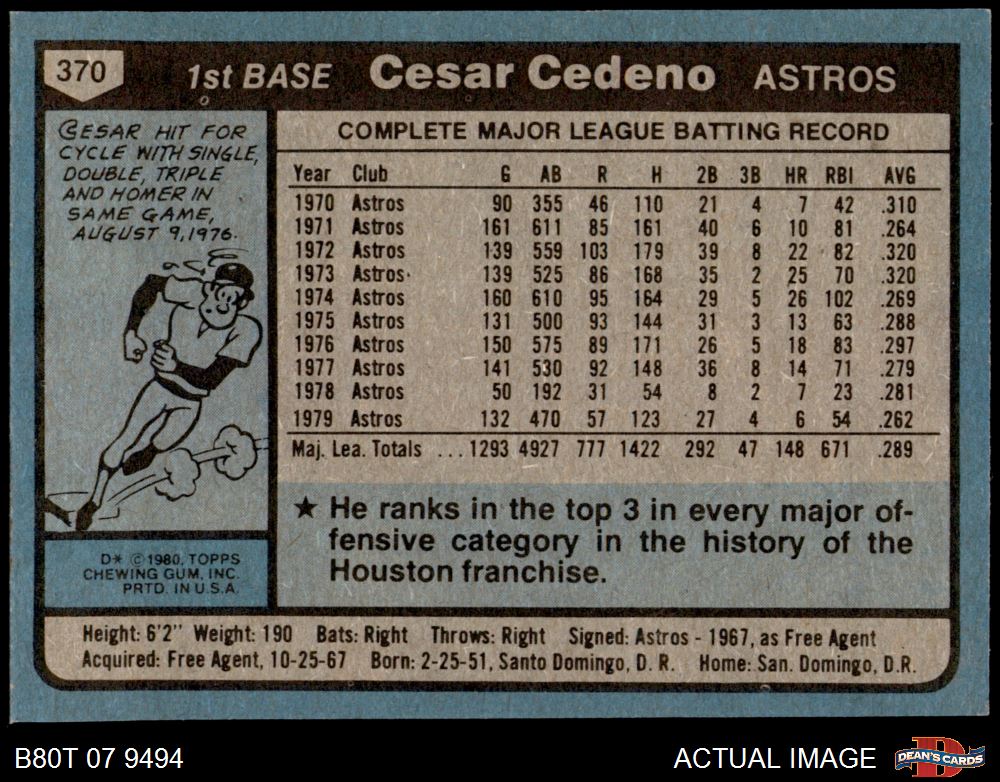 370
1st BASE Cesar Cedeno ASTROS
CESAR HIT FOR
CYCLE WITH SINGLE,
DOUBLE, TRIPLE
AND HOMER IN
SAME GAME,
AUGUST 9, 1976.
D* © 1980, TOPPS
CHEWING GUM, INC.
PRTD. IN U.S.A.
COMPLETE MAJOR LEAGUE BATTING RECORD
Year Club G AB R H 2B 3B HR RBI AVG
1970 Astros 90 355 46 110 21 4 7 42 .310
1971 Astros 161 611 85 161 40 6 10 81 .264
1972 Astros 139 559 103 179 39 8 22 82 .320
1973 Astros 139 525 86 168 35 2 25 70 .320
1974 Astros 160 610 95 164 29 5 26 102 .269
1975 Astros 131 500 93 144 31 3 13 63 .288
1976 Astros 150 575 89 171 26 5 18 83 .297
1977 Astros 141 530 92 148 36 8 14 71 .279
1978 Astros 50 192 31 54 8 2 7 23 .281
1979 Astros 132 470 57 123 27 4 6 54 .262
Maj. Lea. Totals ... 1293 4927 777 1422 292 47 148 671 .289
★ He ranks in the top 3 in every major of-
fensive category in the history of the
Houston franchise.
Height: 6'2" Weight: 190 Bats: Right Throws: Right Signed: Astros - 1967, as Free Agent
Acquired: Free Agent, 10-25-67 Born: 2-25-51, Santo Domingo, D. R. Home: San. Domingo, D.R.
B80T 07 9494
ACTUAL IMAGE
D
DEAN'S CARDS